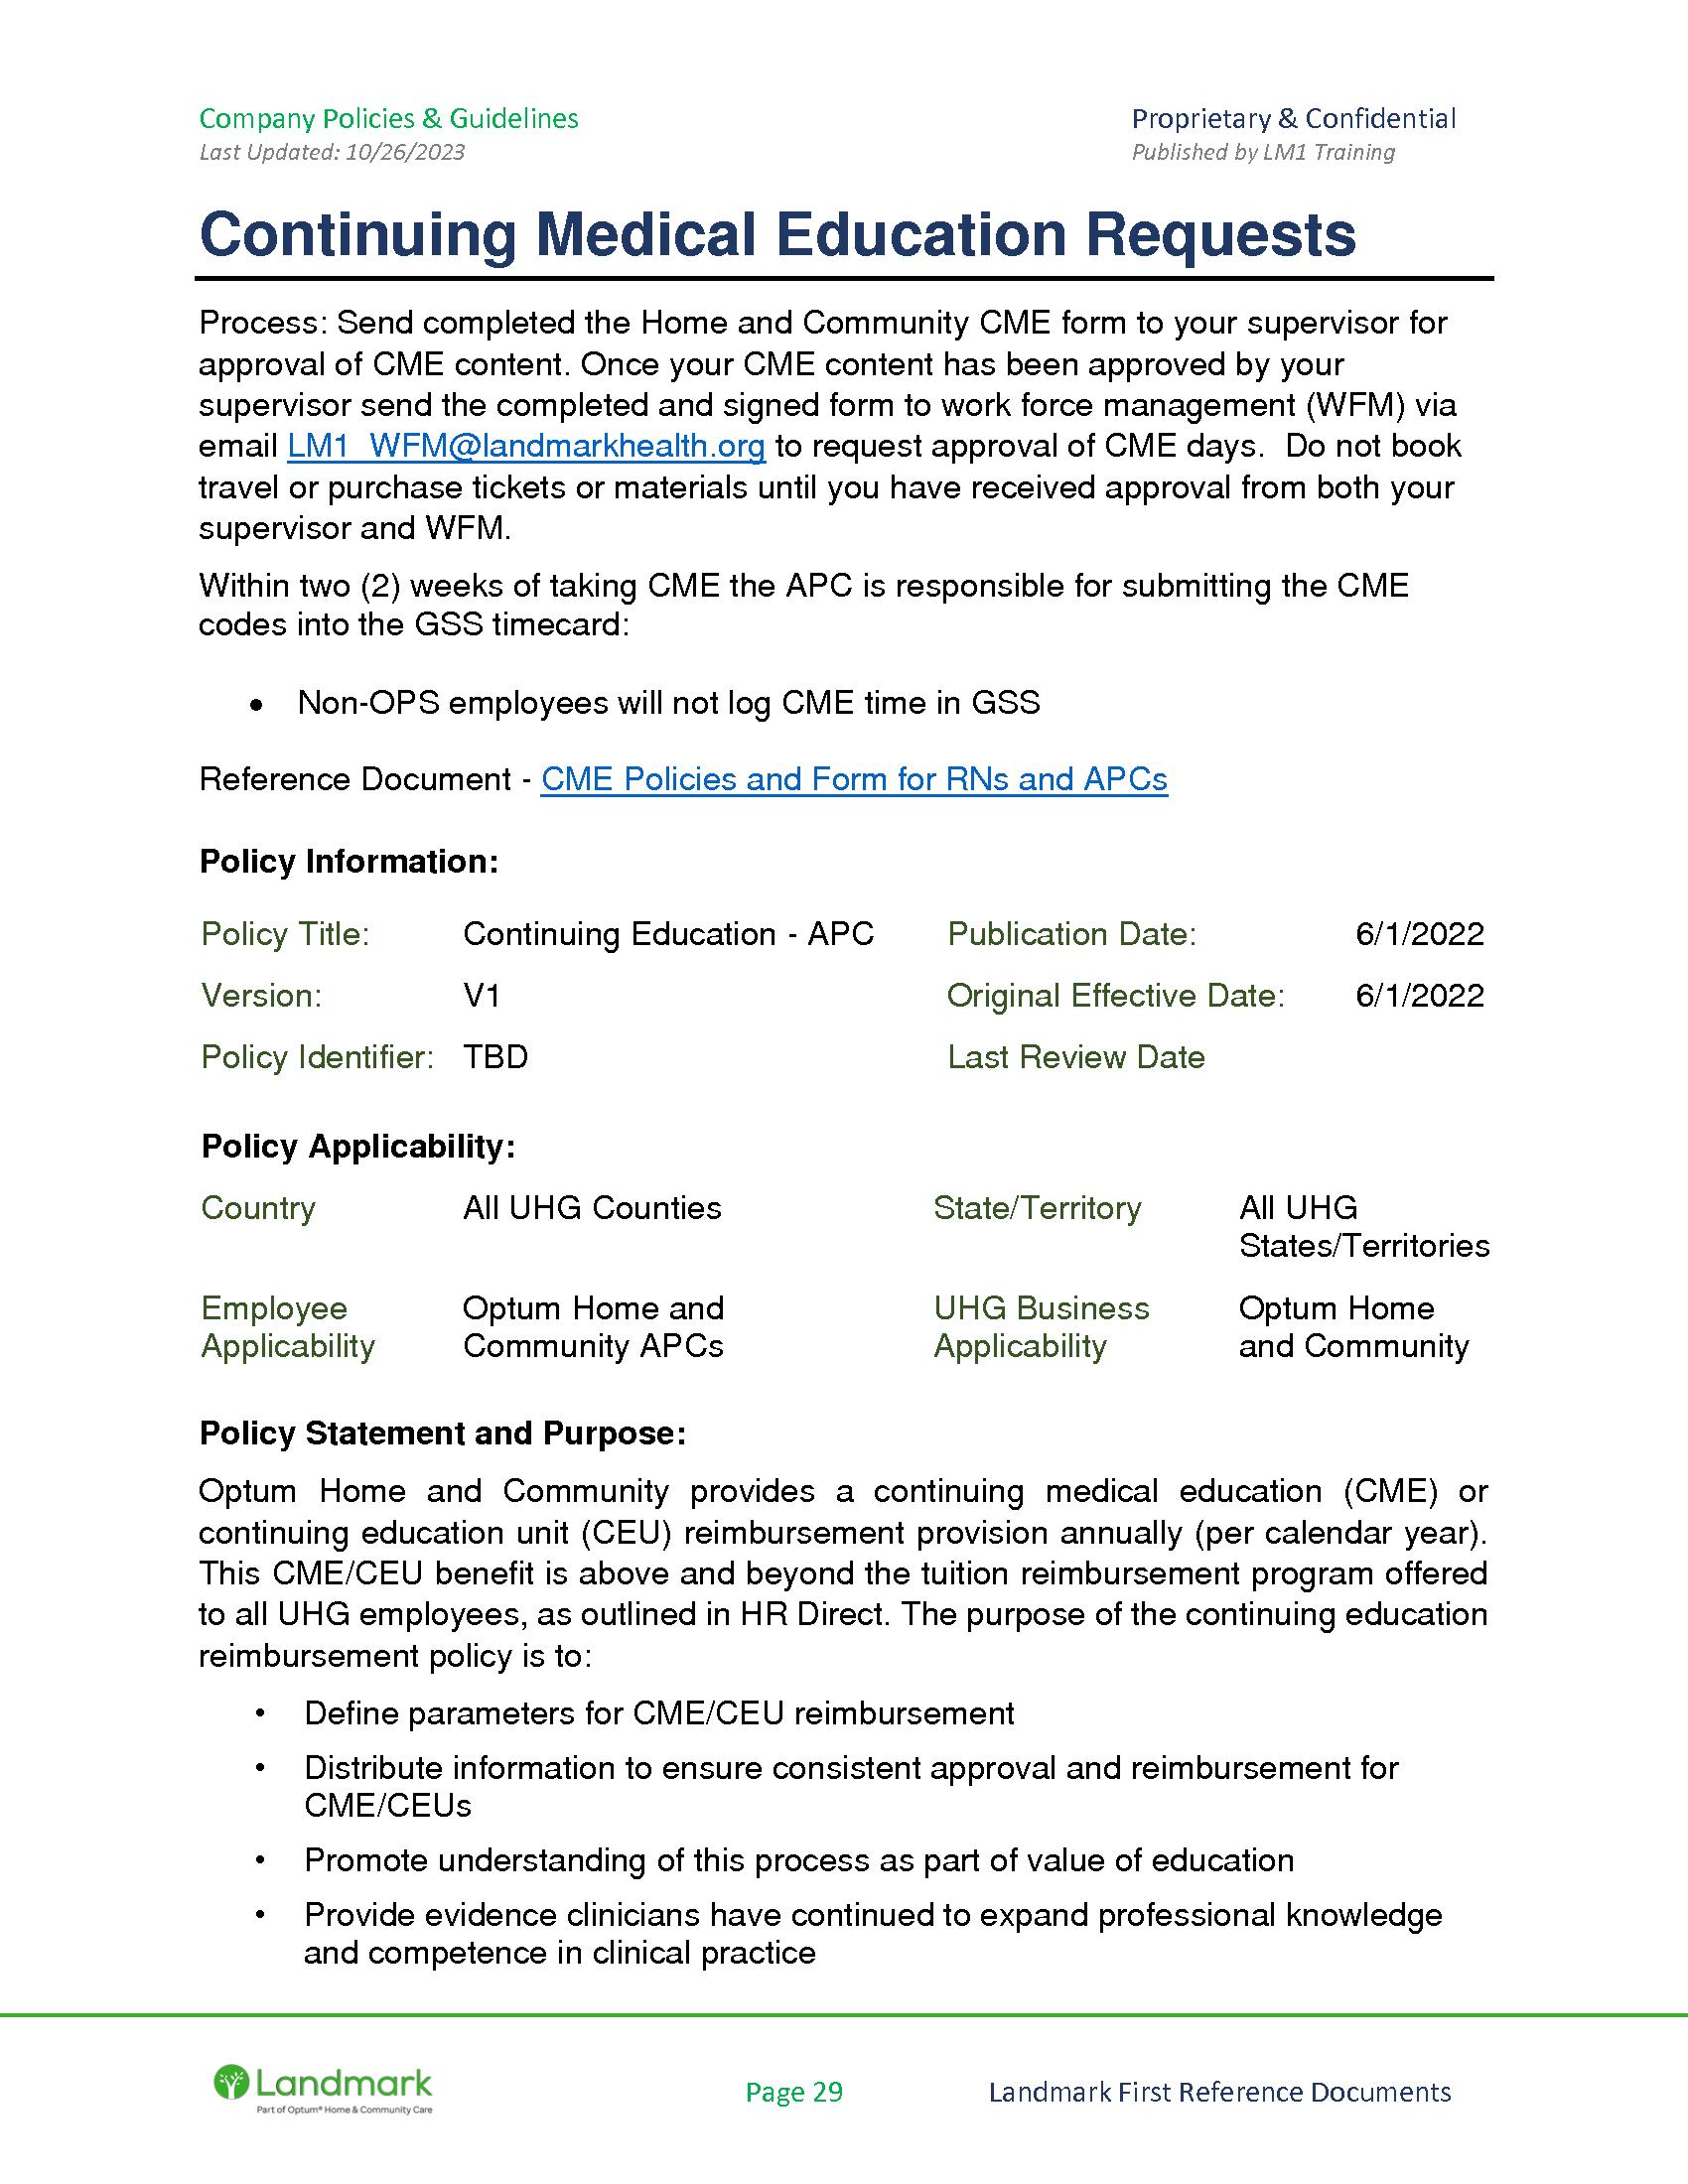 Company Policies & Guidelines Proprietary & Confidential
Last Updated: 10/26/2023 Published by LM1 Training
Continuing Medical Education Requests
Process: Send completed the Home and Community CME form to your supervisor for
approval of CME content. Once your CME content has been approved by your
supervisor send the completed and signed form to work force management (WFM) via
email LM1_WFM@landmarkhealth.org to request approval of CME days.  Do not book
travel or purchase tickets or materials until you have received approval from both your
supervisor and WFM.
Within two (2) weeks of taking CME the APC is responsible for submitting the CME
codes into the GSS timecard:
• Non-OPS employees will not log CME time in GSS
Reference Document - CME Policies and Form for RNs and APCs
Policy Information:
Policy Title: Continuing Education - APC Publication Date: 6/1/2022
Version: V1 Original Effective Date: 6/1/2022
Policy Identifier: TBD Last Review Date
Policy Applicability:
Country All UHG Counties State/Territory All UHG
States/Territories
Employee Optum Home and UHG Business Optum Home
Applicability Community APCs Applicability and Community
Policy Statement and Purpose:
Optum Home and Community provides a continuing medical education (CME) or
continuing education unit (CEU) reimbursement provision annually (per calendar year).
This CME/CEU benefit is above and beyond the tuition reimbursement program offered
to all UHG employees, as outlined in HR Direct. The purpose of the continuing education
reimbursement policy is to:
• Define parameters for CME/CEU reimbursement
• Distribute information to ensure consistent approval and reimbursement for
CME/CEUs
• Promote understanding of this process as part of value of education
• Provide evidence clinicians have continued to expand professional knowledge
and competence in clinical practice
Landmark
Part of Optum® Home & Community Care
Page 29 Landmark First Reference Documents